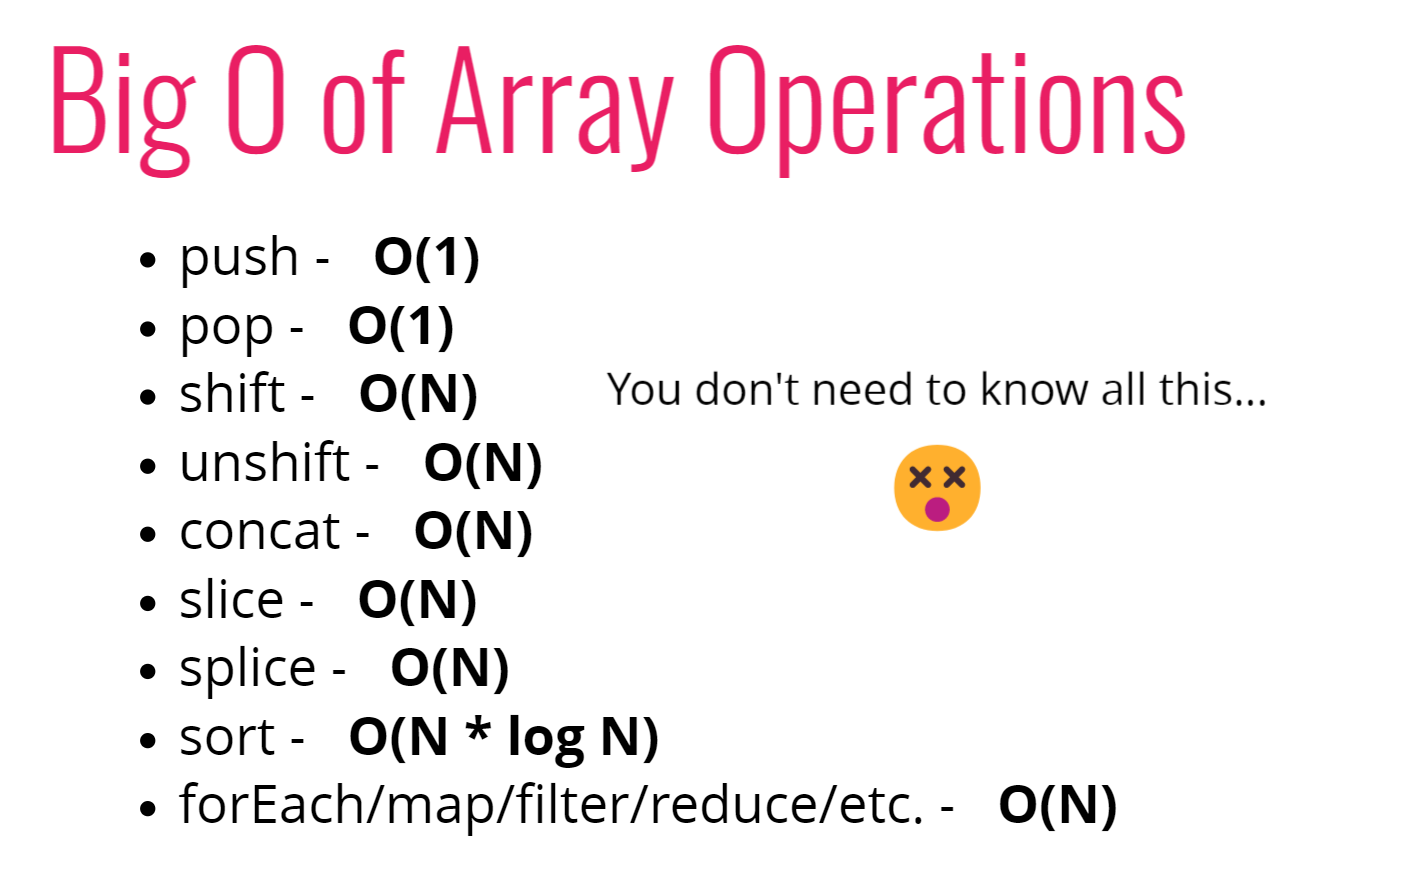 Big O of Array Operations
• push - O(1)
• pop - O(1)
• shift - O(N)
• unshift - O(N)
• concat - O(N)
• slice - O(N)
• splice - O(N)
• sort - O(N * log N)
• forEach/map/filter/reduce/etc. - O(N)
You don't need to know all this...